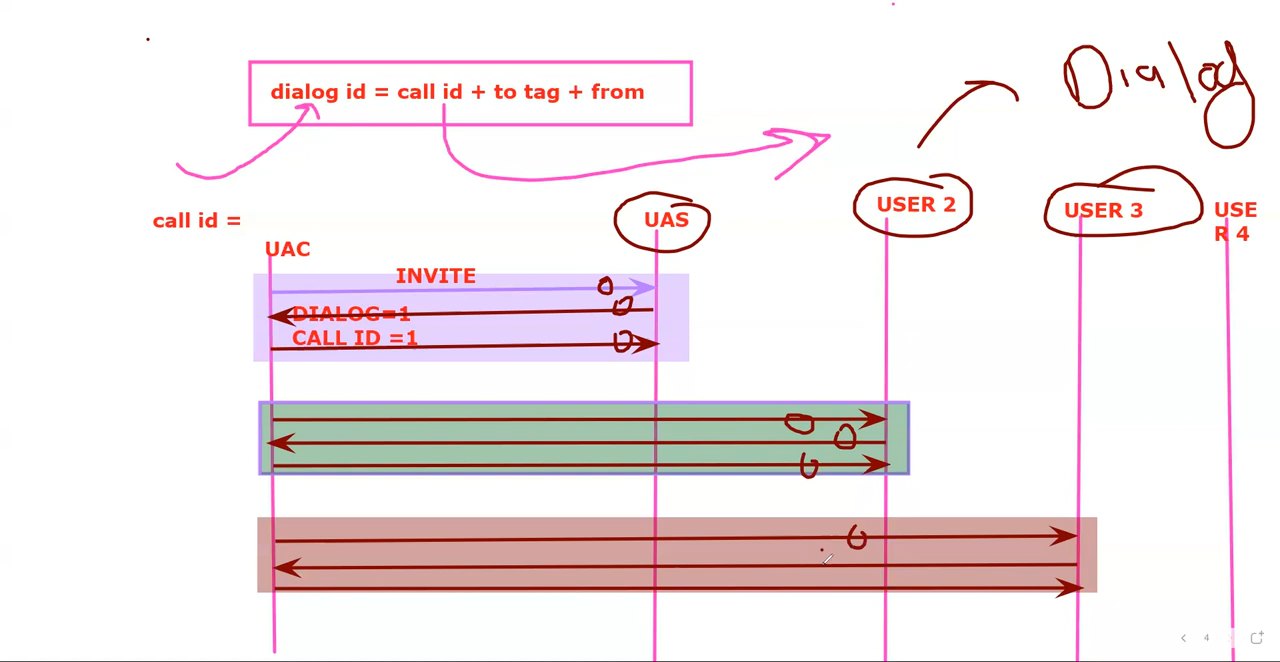 Dialog
dialog id = call id + to tag + from
call id =
UAC
UAS
USER 2
USER 3
USE
R 4
INVITE
DIALOG=1
CALL ID =1
4